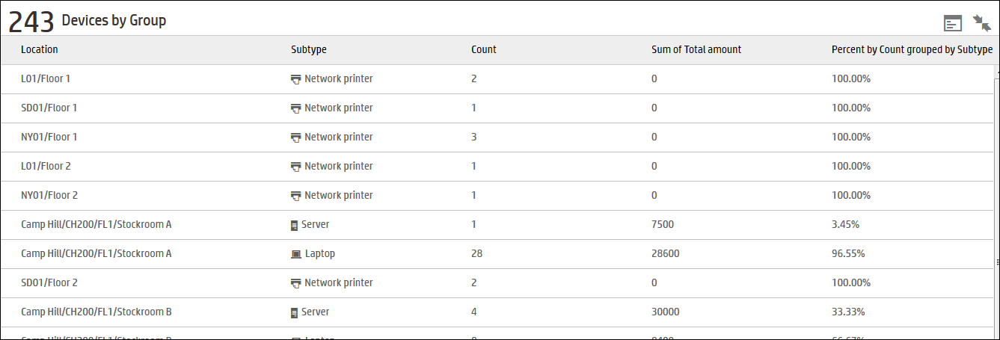 243 Devices by Group
Location Subtype Count Sum of Total amount Percent by Count grouped by Subtype
L01/Floor 1 Network printer 2 0 100.00%
SD01/Floor 1 Network printer 1 0 100.00%
NY01/Floor 1 Network printer 3 0 100.00%
L01/Floor 2 Network printer 1 0 100.00%
NY01/Floor 2 Network printer 1 0 100.00%
Camp Hill/CH200/FL1/Stockroom A Server 1 7500 3.45%
Camp Hill/CH200/FL1/Stockroom A Laptop 28 28600 96.55%
SD01/Floor 2 Network printer 2 0 100.00%
Camp Hill/CH200/FL1/Stockroom B Server 4 30000 33.33%